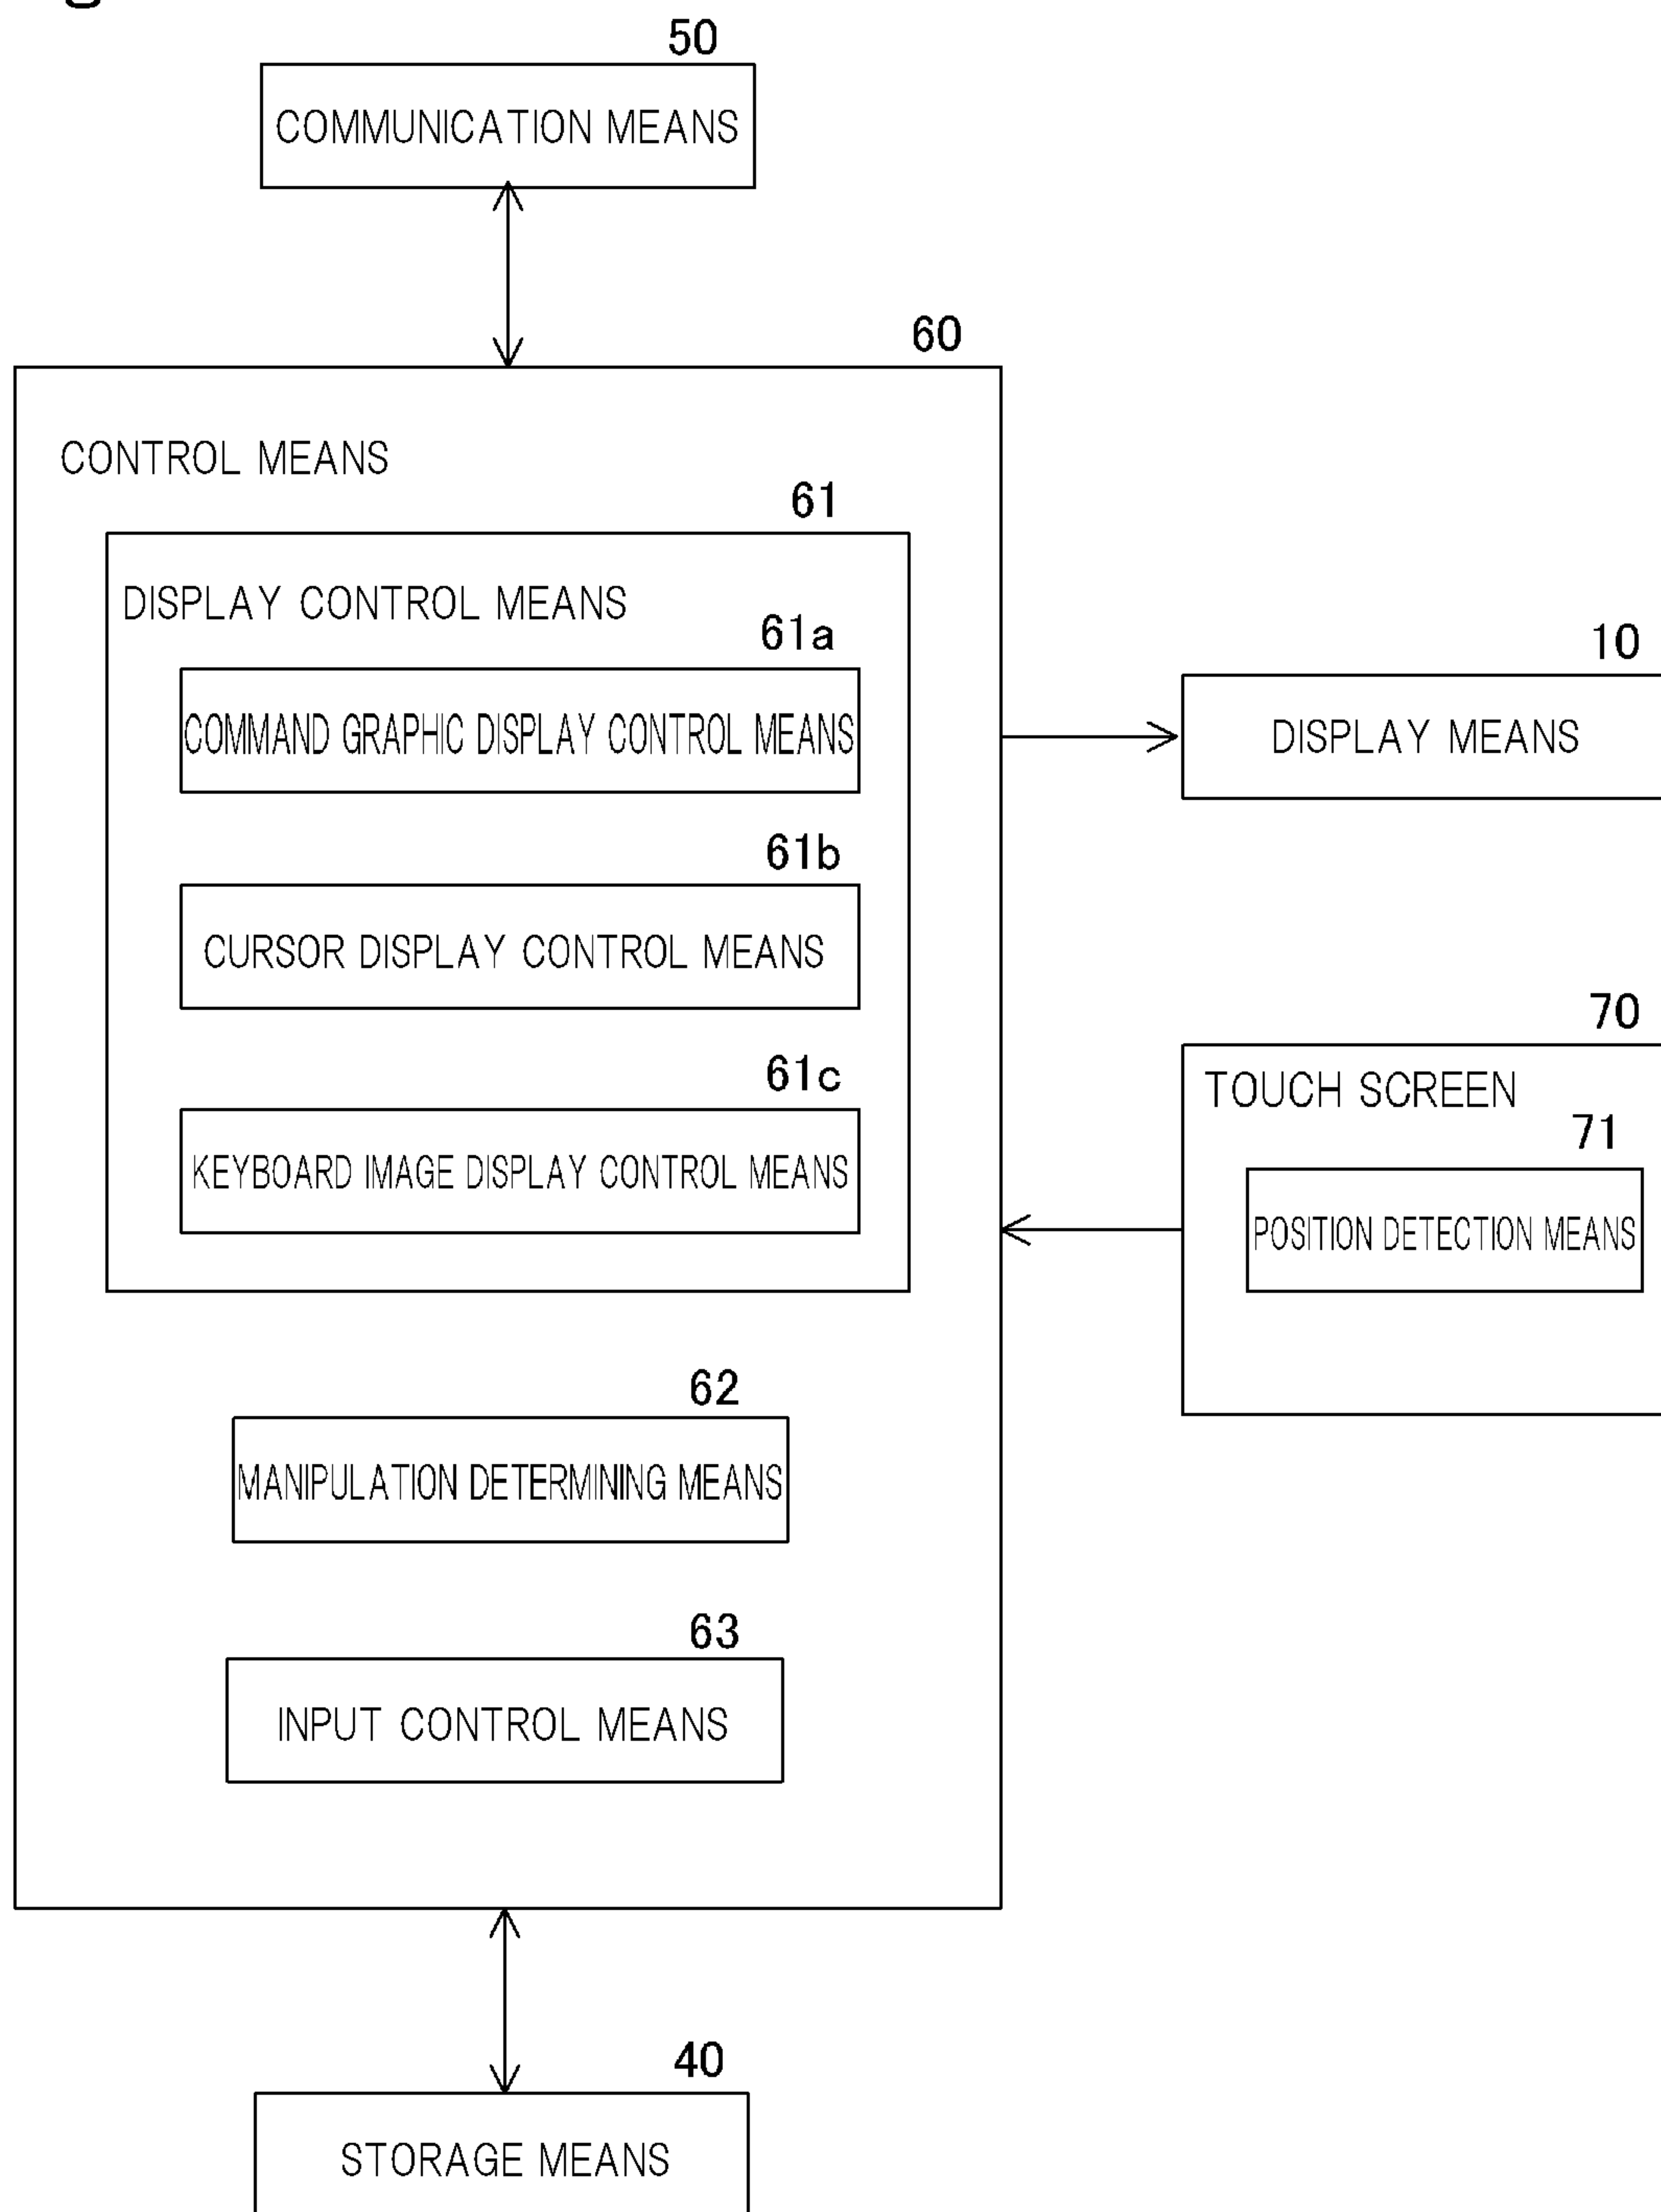 50
COMMUNICATION MEANS
60
CONTROL MEANS
61
DISPLAY CONTROL MEANS
61a
COMMAND GRAPHIC DISPLAY CONTROL MEANS
61b
CURSOR DISPLAY CONTROL MEANS
61c
KEYBOARD IMAGE DISPLAY CONTROL MEANS
62
MANIPULATION DETERMINING MEANS
63
INPUT CONTROL MEANS
10
DISPLAY MEANS
70
TOUCH SCREEN
71
POSITION DETECTION MEANS
40
STORAGE MEANS